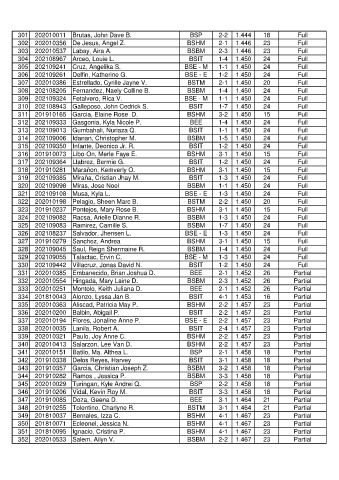 301 202010011 Brutas, John Dave B. BSP 2-2 1.444 18 Full
302 202010356 De Jesus, Angel Z. BSHM 2-1 1.446 23 Full
303 202010537 Labay, Aira A. BSBM 2-3 1.446 23 Full
304 202108967 Arceo, Louie L. BSIT 1-4 1.450 24 Full
305 202109241 Cruz, Angelika S. BSE - M 1-1 1.450 24 Full
306 202109261 Delfin, Katherine G. BSE - E 1-2 1.450 24 Full
307 202010386 Estrellado, Cyrille Jayve V. BSTM 2-1 1.450 20 Full
308 202108205 Fernandez, Naely Colline B. BSBM 1-4 1.450 24 Full
309 202109324 Fetalvero, Rica V. BSE - M 1-1 1.450 24 Full
310 202108943 Galleposo, John Cedrick S. BSIT 1-7 1.450 24 Full
311 201910165 Garcia, Elaine Rose D. BSHM 3-2 1.450 15 Full
312 202109333 Gasgonia, Kyla Nicole P. BEE 1-4 1.450 24 Full
313 202109013 Gumbahali, Nuriaza Q. BSIT 1-1 1.450 24 Full
314 202109006 Idanan, Christopher M. BSBM 1-5 1.450 24 Full
315 202109350 Infante, Deonico Jr. R. BSIT 1-2 1.450 24 Full
316 201910073 Libo-On, Merle Faye E. BSHM 3-1 1.450 15 Full
317 202109364 Llabrez, Bernie G. BSIT 1-2 1.450 24 Full
318 201910281 Marañon, Kemverly O. BSHM 3-1 1.450 15 Full
319 202109385 Miraña, Cristian Jhay M. BSIT 1-3 1.450 24 Full
320 202109098 Miras, Jose Noel BSBM 1-1 1.450 24 Full
321 202109108 Musa, Kyla L. BSE - E 1-3 1.450 24 Full
322 202010198 Pelagio, Sheen Marc B. BSTM 2-2 1.450 20 Full
323 201910237 Pontejos, Mary Rose B. BSHM 3-1 1.450 15 Full
324 202109082 Racsa, Arielle Dianne R. BSBM 1-3 1.450 24 Full
325 202109083 Ramirez, Camille S. BSBM 1-7 1.450 24 Full
326 202108237 Salvador, Jhensen L. BSE - E 1-3 1.450 24 Full
327 201910279 Sanchez, Andrea BSHM 3-1 1.450 15 Full
328 202109045 Saul, Reign Shermaine R. BSBM 1-4 1.450 24 Full
329 202109055 Talactac, Ervin C. BSE - M 1-3 1.450 24 Full
330 202109442 Villacruz, Jonas David N. BSIT 1-2 1.450 24 Full
331 202010385 Embanecido, Brian Joshua D. BEE 2-1 1.452 26 Partial
332 202010554 Hingada, Mary Laine D. BSBM 2-3 1.452 26 Partial
333 202010251 Montado, Keith Juliana D. BEE 2-1 1.452 26 Partial
334 201810043 Alonzo, Lyssa Jan B. BSIT 4-1 1.453 16 Partial
335 202010363 Aliscad, Patricia May P. BSHM 2-2 1.457 23 Partial
336 202010200 Balbin, Abigail P. BSIT 2-2 1.457 23 Partial
337 202010194 Flores, Jonaline Anne P. BSE - E 2-2 1.457 23 Partial
338 202010035 Lanila, Robert A. BSIT 2-4 1.457 23 Partial
339 202010321 Paulo, Joy Anne C. BSHM 2-2 1.457 23 Partial
340 202010413 Salarzon, Lee Van D. BSHM 2-2 1.457 23 Partial
341 202010151 Batilo, Ma. Althea L. BSP 2-1 1.458 18 Partial
342 201910338 Delos Reyes, Harvey BSIT 3-1 1.458 18 Partial
343 201910357 Garcia, Christian Joseph Z. BSBM 3-2 1.458 18 Partial
344 201910282 Ramos , Jessica P. BSBM 3-3 1.458 18 Partial
345 202010029 Turingan, Kyle Andrei Q. BSP 2-2 1.458 18 Partial
346 201910206 Vidal, Kevin Roy M. BSIT 3-3 1.458 18 Partial
347 201910085 Doza, Geena D. BEE 3-1 1.464 21 Partial
348 201910255 Tolentino, Charlyne R. BSTM 3-1 1.464 21 Partial
349 201810037 Bernales, Izza C. BSHM 4-1 1.467 23 Partial
350 201810071 Ecleonel, Jessica N. BSHM 4-1 1.467 23 Partial
351 201810095 Ignacio, Cristina P. BSHM 4-1 1.467 23 Partial
352 202010533 Salem, Ailyn V. BSBM 2-2 1.467 23 Partial